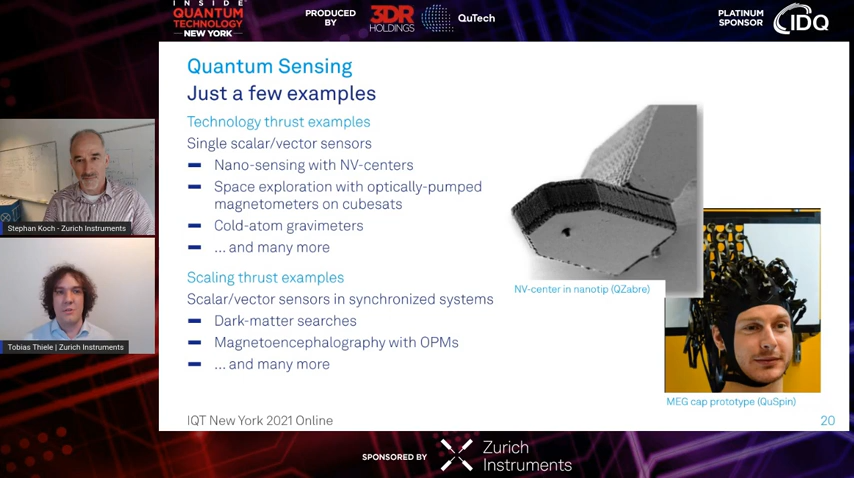 INSIDE
QUANTUM
TECHNOLOGY
NEW YORK
PRODUCED
BY
3DR
HOLDINGS
QuTech
PLATINUM
SPONSOR
IDQ
Quantum Sensing
Just a few examples
Technology thrust examples
Single scalar/vector sensors
Nano-sensing with NV-centers
Space exploration with optically-pumped
magnetometers on cubesats
Cold-atom gravimeters
... and many more
Scaling thrust examples
Scalar/vector sensors in synchronized systems
Dark-matter searches
Magnetoencephalography with OPMs
... and many more
NV-center in nanotip (QZabre)
MEG cap prototype (QuSpin)
Stephan Koch - Zurich Instruments
Tobias Thiele | Zurich Instruments
IQT New York 2021 Online
20
SPONSORED BY
Zurich
Instruments